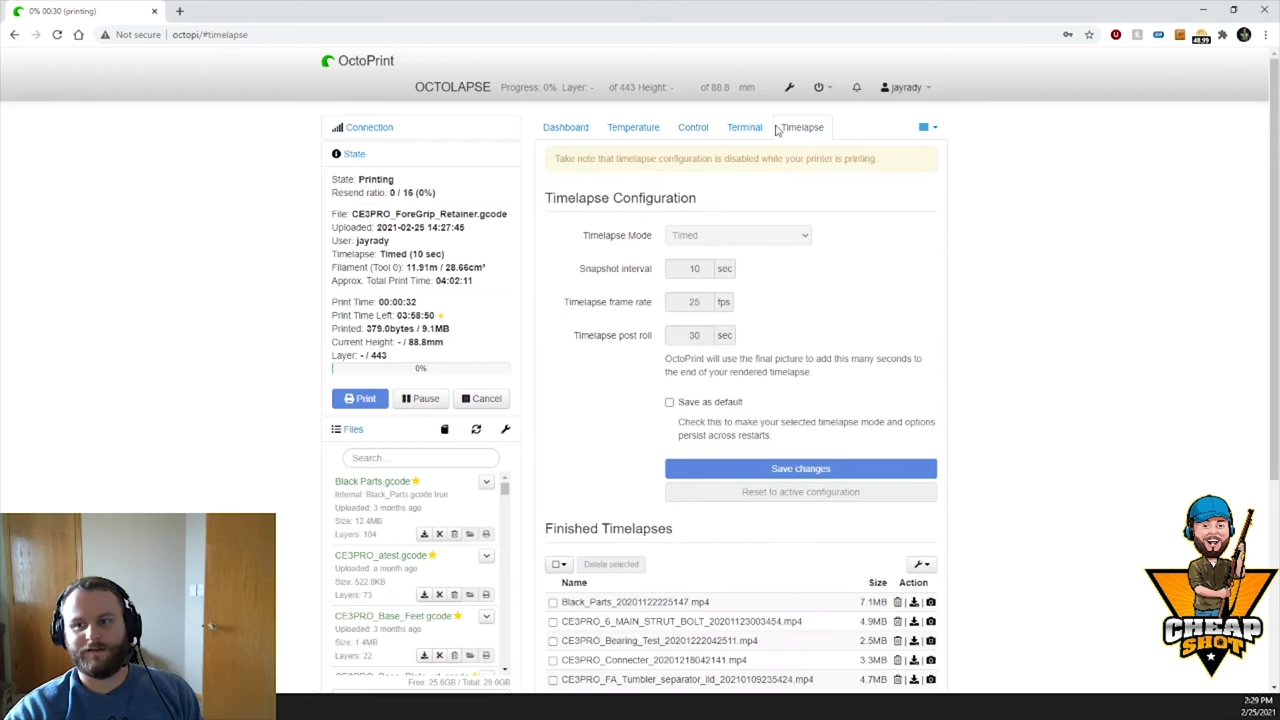 0% 00:30 (printing)
Not secure
octopi/#timelapse
48.99
OctoPrint
OCTOLAPSE
Progress: 0% Layer: - of 443 Height: - of 88.8 mm
jayrady
Connection
State
State: Printing
Resend ratio: 0 / 16 (0%)
File: CE3PRO_ForeGrip_Retainer.gcode
Uploaded: 2021-02-25 14:27:45
User: jayrady
Timelapse: Timed (10 sec)
Filament (Tool 0): 11.91m / 28.66cm³
Approx. Total Print Time: 04:02:11
Print Time: 00:00:32
Print Time Left: 03:58:50
Printed: 379.0bytes / 9.1MB
Current Height: - / 88.8mm
Layer: - / 443
0%
Print
Pause
Cancel
Files
Search...
Black Parts.gcode
Internal: Black_Parts.gcode true
Uploaded: 3 months ago
Size: 12.4MB
Layers: 104
CE3PRO_atest.gcode
Uploaded: a month ago
Size: 522.8KB
Layers: 73
CE3PRO_Base_Feet.gcode
Uploaded: 3 months ago
Size: 1.4MB
Layers: 22
Free: 25.6GB / Total: 29.0GB
Dashboard
Temperature
Control
Terminal
Timelapse
Take note that timelapse configuration is disabled while your printer is printing.
Timelapse Configuration
Timelapse Mode
Timed
Snapshot interval
10
sec
Timelapse frame rate
25
fps
Timelapse post roll
30
sec
OctoPrint will use the final picture to add this many seconds to
the end of your rendered timelapse.
Save as default
Check this to make your selected timelapse mode and options
persist across restarts.
Save changes
Reset to active configuration
Finished Timelapses
Delete selected
Name
Size
Action
Black_Parts_20201122225147.mp4
7.1MB
CE3PRO_6_MAIN_STRUT_BOLT_20201123003454.mp4
4.9MB
CE3PRO_Bearing_Test_20201222042511.mp4
2.5MB
CE3PRO_Connecter_20201218042141.mp4
3.3MB
CE3PRO_FA_Tumbler_separator_lid_20210109235424.mp4
4.7MB
CHEAP
SHOT
2:29 PM
2/25/2021